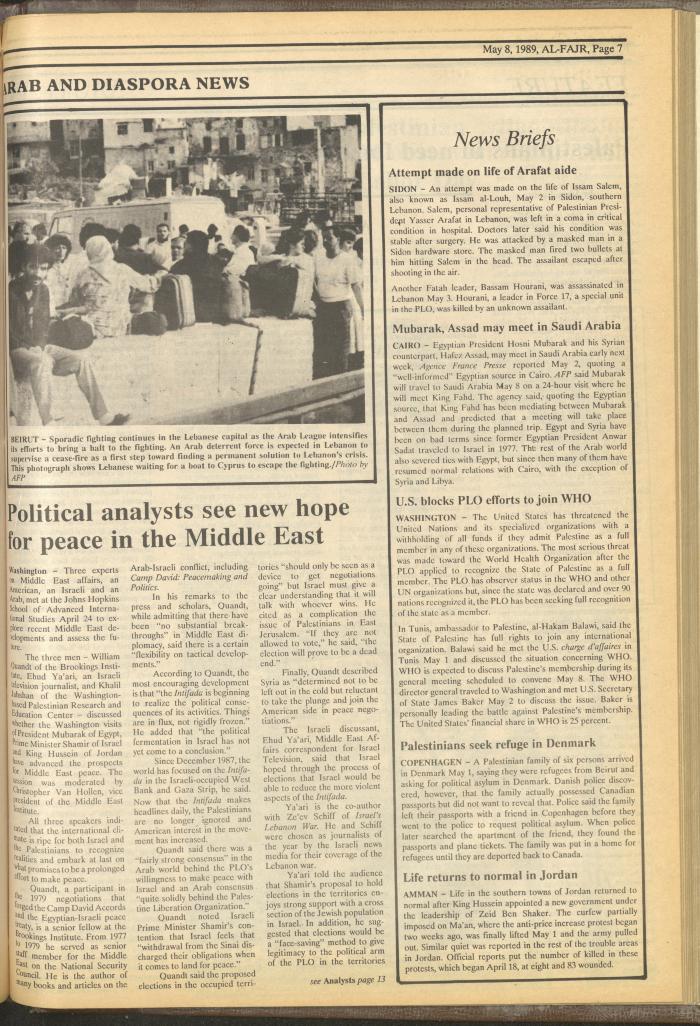 May 8, 1989, AL-FAJR, Page 7
ARAB AND DIASPORA NEWS
BEIRUT – Sporadic fighting continues in the Lebanese capital as the Arab League intensifies
its efforts to bring a halt to the fighting. An Arab deterrent force is expected in Lebanon to
supervise a cease-fire as a first step toward finding a permanent solution to Lebanon's crisis.
This photograph shows Lebanese waiting for a boat to Cyprus to escape the fighting./Photo by
AFP
Political analysts see new hope
for peace in the Middle East
Washington – Three experts
on Middle East affairs, an
American, an Israeli and an
Arab, met at the Johns Hopkins
School of Advanced Interna-
tional Studies April 24 to ex-
plore recent Middle East de-
velopments and assess the fu-
ture.
The three men – William
Quandt of the Brookings Insti-
tute, Ehud Ya'ari, an Israeli
television journalist, and Khalil
Jahshan of the Washington-
based Palestinian Research and
Education Center – discussed
whether the Washington visits
of President Mubarak of Egypt,
Prime Minister Shamir of Israel
and King Hussein of Jordan
have advanced the prospects
for Middle East peace. The
session was moderated by
Christopher Van Hollen, vice
president of the Middle East
Institute.
All three speakers indi-
cated that the international cli-
mate is ripe for both Israel and
the Palestinians to recognize
realities and embark at last on
what promises to be a prolonged
effort to make peace.
Quandt, a participant in
the 1979 negotiations that
forged the Camp David Accords
and the Egyptian-Israeli peace
treaty, is a senior fellow at the
Brookings Institute. From 1977
to 1979 he served as senior
staff member for the Middle
East on the National Security
Council. He is the author of
many books and articles on the
Arab-Israeli conflict, including
Camp David: Peacemaking and
Politics.
In his remarks to the
press and scholars, Quandt,
while admitting that there have
been "no substantial break-
throughs" in Middle East di-
plomacy, said there is a certain
"flexibility on tactical develop-
ments."
According to Quandt, the
most encouraging development
is that "the Intifada is beginning
to realize the political conse-
quences of its activities. Things
are in flux, not rigidly frozen."
He added that "the political
fermentation in Israel has not
yet come to a conclusion."
Since December 1987, the
world has focused on the Intifa-
da in the Israeli-occupied West
Bank and Gaza Strip, he said.
Now that the Intifada makes
headlines daily, the Palestinians
are no longer ignored and
American interest in the move-
ment has increased.
Quandt said there was a
"fairly strong consensus" in the
Arab world behind the PLO's
willingness to make peace with
Israel and an Arab consensus
"quite solidly behind the Pales-
tine Liberation Organization."
Quandt noted Israeli
Prime Minister Shamir's con-
tention that Israel feels that
"withdrawal from the Sinai dis-
charged their obligations when
it comes to land for peace."
Quandt said the proposed
elections in the occupied terri-
tories "should only be seen as a
device to get negotiations
going" but Israel must give a
clear understanding that it will
talk with whoever wins. He
cited as a complication the
issue of Palestinians in East
Jerusalem. "If they are not
allowed to vote," he said, "the
election will prove to be a dead
end."
Finally, Quandt described
Syria as "determined not to be
left out in the cold but reluctant
to take the plunge and join the
American side in peace nego-
tiations."
The Israeli discussant,
Ehud Ya'ari, Middle East Af-
fairs correspondent for Israel
Television, said that Israel
hoped through the process of
elections that Israel would be
able to reduce the more violent
aspects of the Intifada.
Ya'ari is the co-author
with Ze'ev Schiff of Israel's
Lebanon War. He and Schiff
were chosen as journalists of
the year by the Israeli news
media for their coverage of the
Lebanon war.
Ya'ari told the audience
that Shamir's proposal to hold
elections in the territories en-
joys strong support with a cross
section of the Jewish population
in Israel. In addition, he sug-
gested that elections would be
a "face-saving" method to give
legitimacy to the political arm
of the PLO in the territories
see Analysts page 13
News Briefs
Attempt made on life of Arafat aide
SIDON – An attempt was made on the life of Issam Salem,
also known as Issam al-Louh, May 2 in Sidon, southern
Lebanon. Salem, personal representative of Palestinian Presi-
dept Yasser Arafat in Lebanon, was left in a coma in critical
condition in hospital. Doctors later said his condition was
stable after surgery. He was attacked by a masked man in a
Sidon hardware store. The masked man fired two bullets at
him hitting Salem in the head. The assailant escaped after
shooting in the air.
Another Fatah leader, Bassam Hourani, was assassinated in
Lebanon May 3. Hourani, a leader in Force 17, a special unit
in the PLO, was killed by an unknown assailant.
Mubarak, Assad may meet in Saudi Arabia
CAIRO – Egyptian President Hosni Mubarak and his Syrian
counterpart, Hafez Assad, may meet in Saudi Arabia early next
week, Agence France Presse reported May 2, quoting a
"well-informed" Egyptian source in Cairo. AFP said Mubarak
will travel to Saudi Arabia May 8 on a 24-hour visit where he
will meet King Fahd. The agency said, quoting the Egyptian
source, that King Fahd has been mediating between Mubarak
and Assad and predicted that a meeting will take place
between them during the planned trip. Egypt and Syria have
been on bad terms since former Egyptian President Anwar
Sadat traveled to Israel in 1977. The rest of the Arab world
also severed ties with Egypt, but since then many of them have
resumed normal relations with Cairo, with the exception of
Syria and Libya.
U.S. blocks PLO efforts to join WHO
WASHINGTON – The United States has threatened the
United Nations and its specialized organizations with a
withholding of all funds if they admit Palestine as a full
member in any of these organizations. The most serious threat
was made toward the World Health Organization after the
PLO applied to recognize the State of Palestine as a full
member. The PLO has observer status in the WHO and other
UN organizations but, since the state was declared and over 90
nations recognized it, the PLO has been seeking full recognition
of the state as a member.
In Tunis, ambassador to Palestine, al-Hakam Balawi, said the
State of Palestine has full rights to join any international
organization. Balawi said he met the U.S. charge d'affaires in
Tunis May 1 and discussed the situation concerning WHO.
WHO is expected to discuss Palestine's membership during its
general meeting scheduled to convene May 8. The WHO
director general traveled to Washington and met U.S. Secretary
of State James Baker May 2 to discuss the issue. Baker is
personally leading the battle against Palestine's membership.
The United States' financial share in WHO is 25 percent.
Palestinians seek refuge in Denmark
COPENHAGEN – A Palestinian family of six persons arrived
in Denmark May 1, saying they were refugees from Beirut and
asking for political asylum in Denmark. Danish police discov-
ered, however, that the family actually possessed Canadian
passports but did not want to reveal that. Police said the family
left their passports with a friend in Copenhagen before they
went to the police to request political asylum. When police
later searched the apartment of the friend, they found the
passports and plane tickets. The family was put in a home for
refugees until they are deported back to Canada.
Life returns to normal in Jordan
AMMAN – Life in the southern towns of Jordan returned to
normal after King Hussein appointed a new government under
the leadership of Zeid Ben Shaker. The curfew partially
imposed on Ma'an, where the anti-price increase protest began
two weeks ago, was finally lifted May 1 and the army pulled
out. Similar quiet was reported in the rest of the trouble areas
in Jordan. Official reports put the number of killed in these
protests, which began April 18, at eight and 83 wounded.